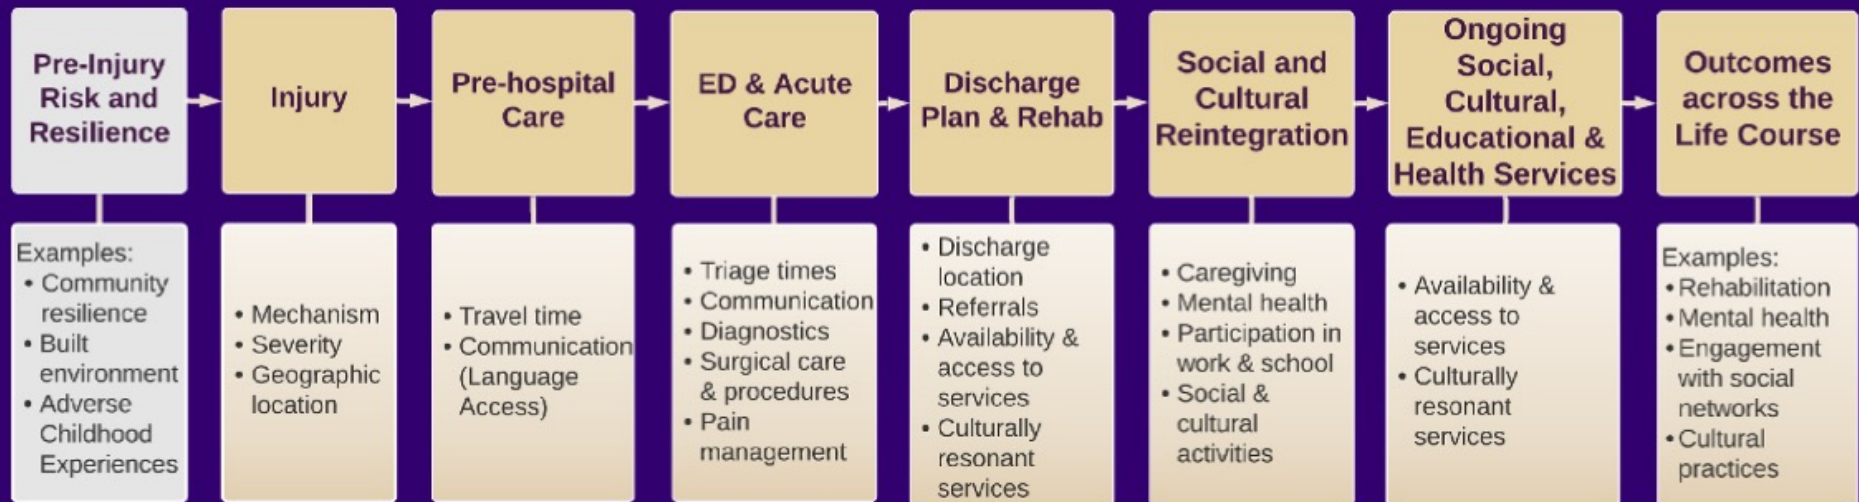 Pre-Injury
Risk and
Resilience
Examples:
• Community
resilience
• Built
environment
• Adverse
Childhood
Experiences
Injury
• Mechanism
• Severity
• Geographic
location
Pre-hospital
Care
• Travel time
• Communication
(Language
Access)
ED & Acute
Care
• Triage times
• Communication
• Diagnostics
• Surgical care
& procedures
• Pain
management
Discharge
Plan & Rehab
• Discharge
location
• Referrals
• Availability &
access to
services
• Culturally
resonant
services
Social and
Cultural
Reintegration
• Caregiving
• Mental health
• Participation in
work & school
• Social &
cultural
activities
Ongoing
Social,
Cultural,
Educational &
Health Services
• Availability &
access to
services
• Culturally
resonant
services
Outcomes
across the
Life Course
Examples:
• Rehabilitation
• Mental health
• Engagement
with social
networks
• Cultural
practices